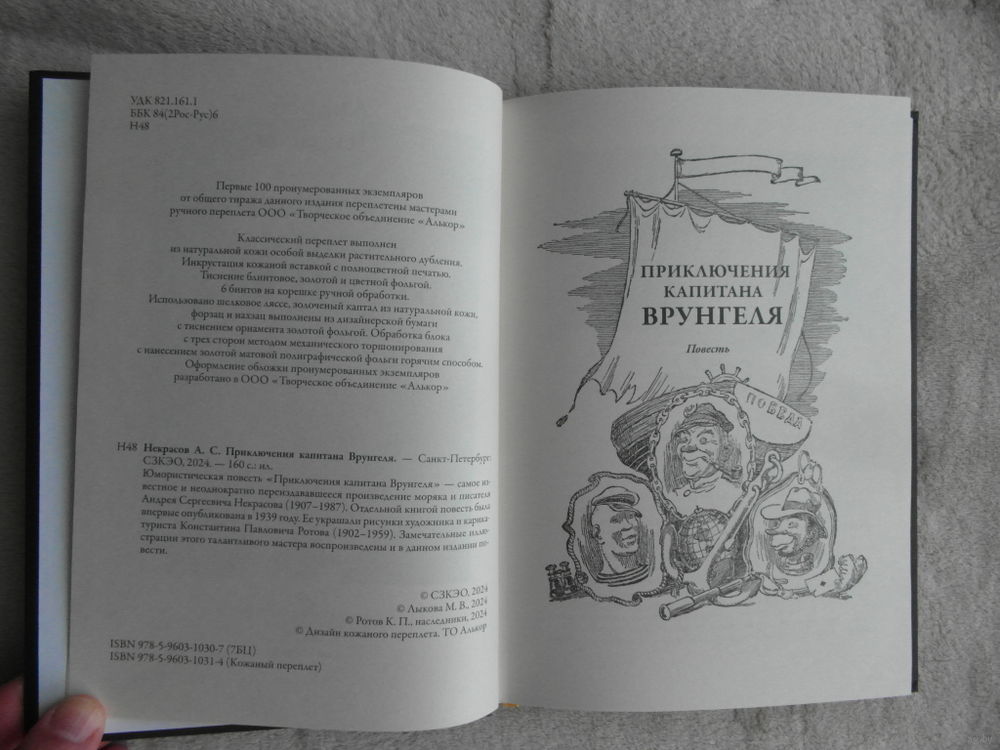 УДК 821.161.1
ББК 84(2Рос-Рус)6
Н48
Первые 100 пронумерованных экземпляров
от общего тиража данного издания переплетены мастерами
ручного переплета ООО «Творческое объединение «Алькор»
Классический переплет выполнен
из натуральной кожи особой выделки растительного дубления.
Инкрустация кожаной вставкой с полноцветной печатью.
Тиснение блинтовое, золотой и цветной фольгой.
6 бинтов на корешке ручной обработки.
Использовано шелковое ляссе, золоченый каптал из натуральной кожи,
форзац и нахзац выполнены из дизайнерской бумаги
с тиснением орнамента золотой фольгой. Обработка блока
с трех сторон методом механического торшонирования
с нанесением золотой матовой полиграфической фольги горячим способом.
Оформление обложки пронумерованных экземпляров
разработано в ООО «Творческое объединение «Алькор»
Н48 Некрасов А. С. Приключения капитана Врунгеля. — Санкт-Петербург:
СЗКЭО, 2024. — 160 с.: ил.
Юмористическая повесть «Приключения капитана Врунгеля» — самое из-
вестное и неоднократно переиздававшееся произведение моряка и писателя
Андрея Сергеевича Некрасова (1907–1987). Отдельной книгой повесть была
впервые опубликована в 1939 году. Ее украшали рисунки художника и карика-
туриста Константина Павловича Ротова (1902–1959). Замечательные иллю-
страции этого талантливого мастера воспроизведены и в данном издании по-
вести.
© СЗКЭО, 2024
© Лыкова М. В., 2024
© Ротов К. П., наследники, 2024
© Дизайн кожаного переплета. ТО Алькор
ISBN 978-5-9603-1030-7 (7БЦ)
ISBN 978-5-9603-1031-4 (Кожаный переплет)
ПРИКЛЮЧЕНИЯ
КАПИТАНА
ВРУНГЕЛЯ
Повесть
ПОБЕДА